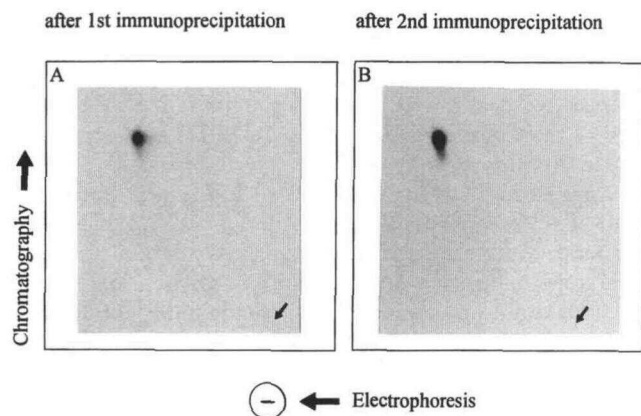 after 1st immunoprecipitation
after 2nd immunoprecipitation
A
B
Chromatography
− Electrophoresis